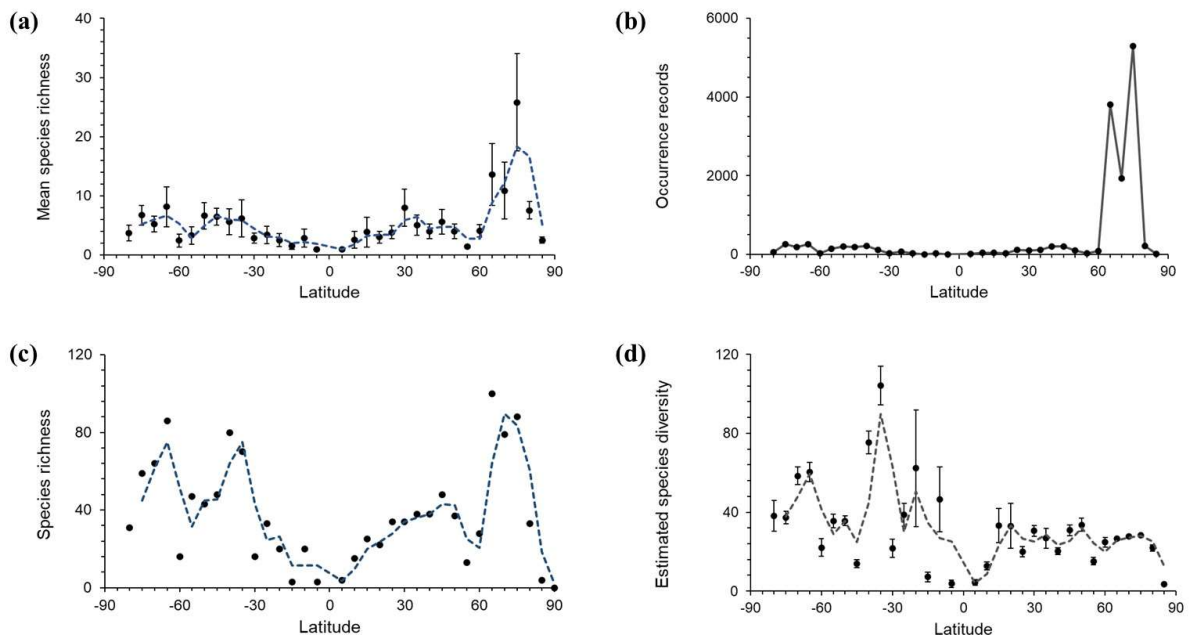 (a)
Mean species richness
40
30
20
10
0
-90 -60 -30 0 30 60 90
Latitude
(b)
Occurrence records
6000
4000
2000
0
-90 -60 -30 0 30 60 90
Latitude
(c)
Species richness
120
80
40
0
-90 -60 -30 0 30 60 90
Latitude
(d)
Estimated species diversity
120
80
40
0
-90 -60 -30 0 30 60 90
Latitude